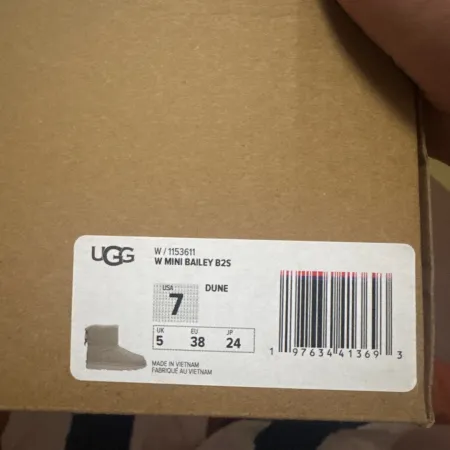 UGG
W / 1153611
W MINI BAILEY B2S
USA
7
DUNE
UK EU JP
5 38 24
MADE IN VIETNAM
FABRIQUÉ AU VIETNAM
1 97634 41369 3